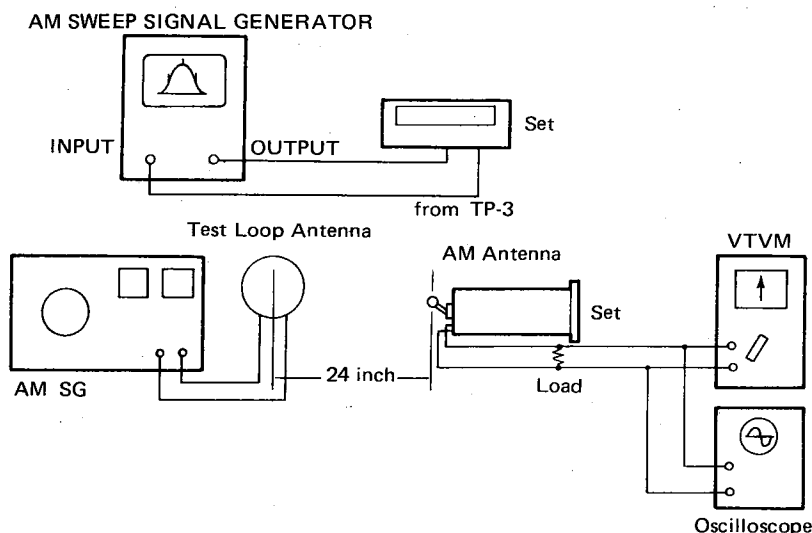 AM SWEEP SIGNAL GENERATOR
INPUT
OUTPUT
Set
from TP-3
Test Loop Antenna
AM Antenna
VTVM
Set
24 inch
AM SG
Load
Oscilloscope